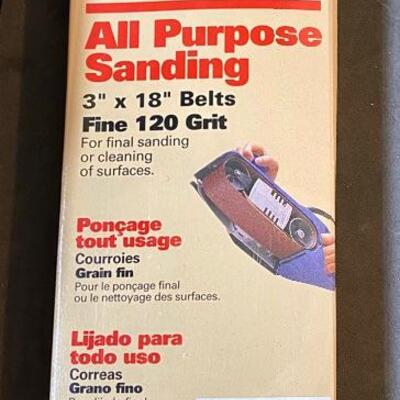 All Purpose
Sanding
3" x 18" Belts
Fine 120 Grit
For final sanding
or cleaning
of surfaces.
Ponçage
tout usage
Courroies
Grain fin
Pour le ponçage final
ou le nettoyage des surfaces.
Lijado para
todo uso
Correas
Grano fino